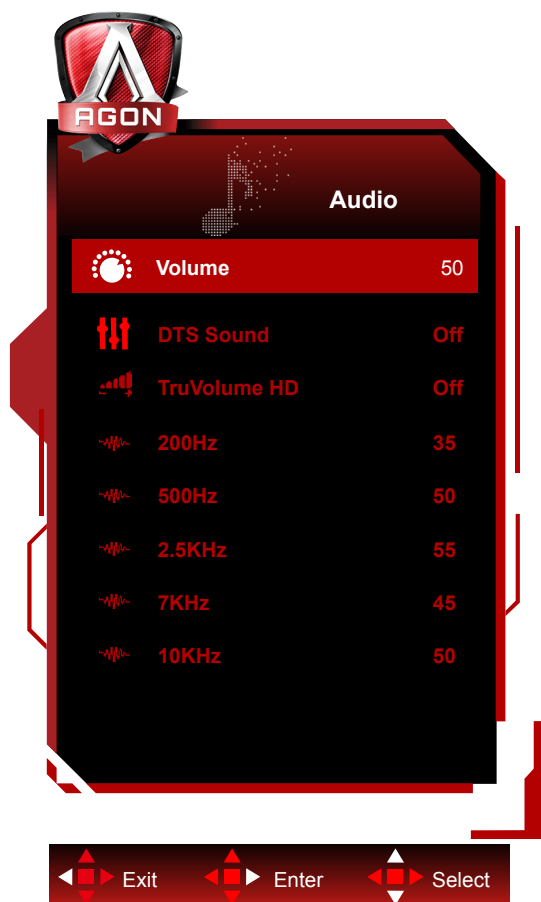 AGON
Audio
Volume 50
DTS Sound Off
TruVolume HD Off
200Hz 35
500Hz 50
2.5KHz 55
7KHz 45
10KHz 50
Exit Enter Select